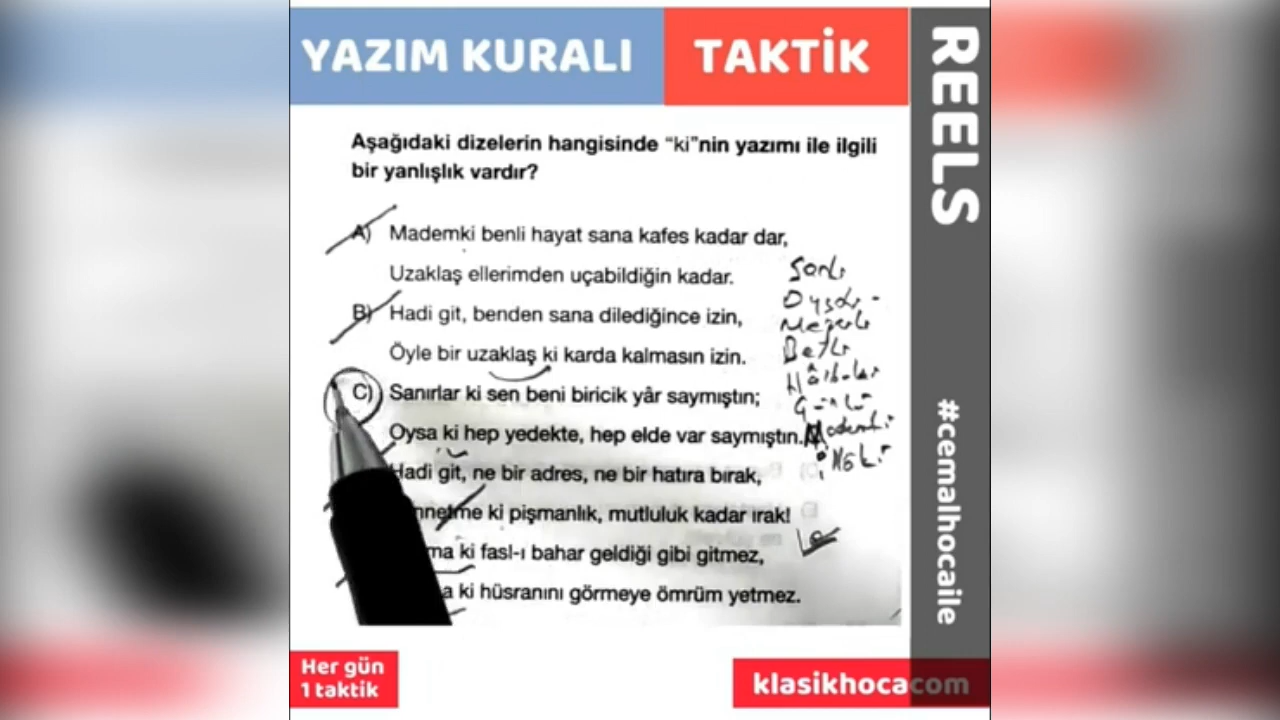 YAZIM KURALI
TAKTİK
REELS
#cemalhocaile
Aşağıdaki dizelerin hangisinde "ki"nin yazımı ile ilgili
bir yanlışlık vardır?
A) Mademki benli hayat sana kafes kadar dar,
Uzaklaş ellerimden uçabildiğin kadar.
B) Hadi git, benden sana dilediğince izin,
Öyle bir uzaklaş ki karda kalmasın izin.
C) Sanırlar ki sen beni biricik yâr saymıştın;
Oysa ki hep yedekte, hep elde var saymıştın.
Hadi git, ne bir adres, ne bir hatıra bırak,
ki pişmanlık, mutluluk kadar ırak!
ki fasl-ı bahar geldiği gibi gitmez,
ki hüsranını görmeye ömrüm yetmez.
Her gün
1 taktik
klasikhocacom